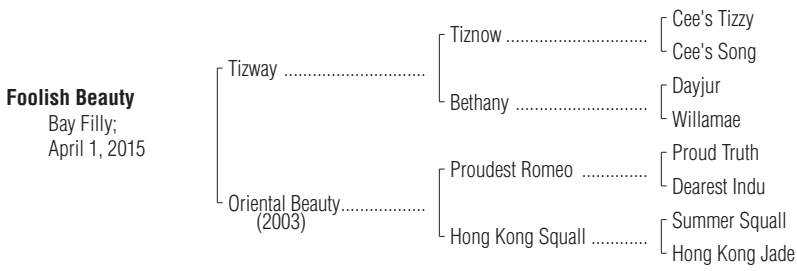 Foolish Beauty
Bay Filly;
April 1, 2015
Tizway ..............................
Oriental Beauty..................
(2003)
Tiznow ..............................
Bethany ............................
Proudest Romeo ..............
Hong Kong Squall ............
Cee's Tizzy
Cee's Song
Dayjur
Willamae
Proud Truth
Dearest Indu
Summer Squall
Hong Kong Jade